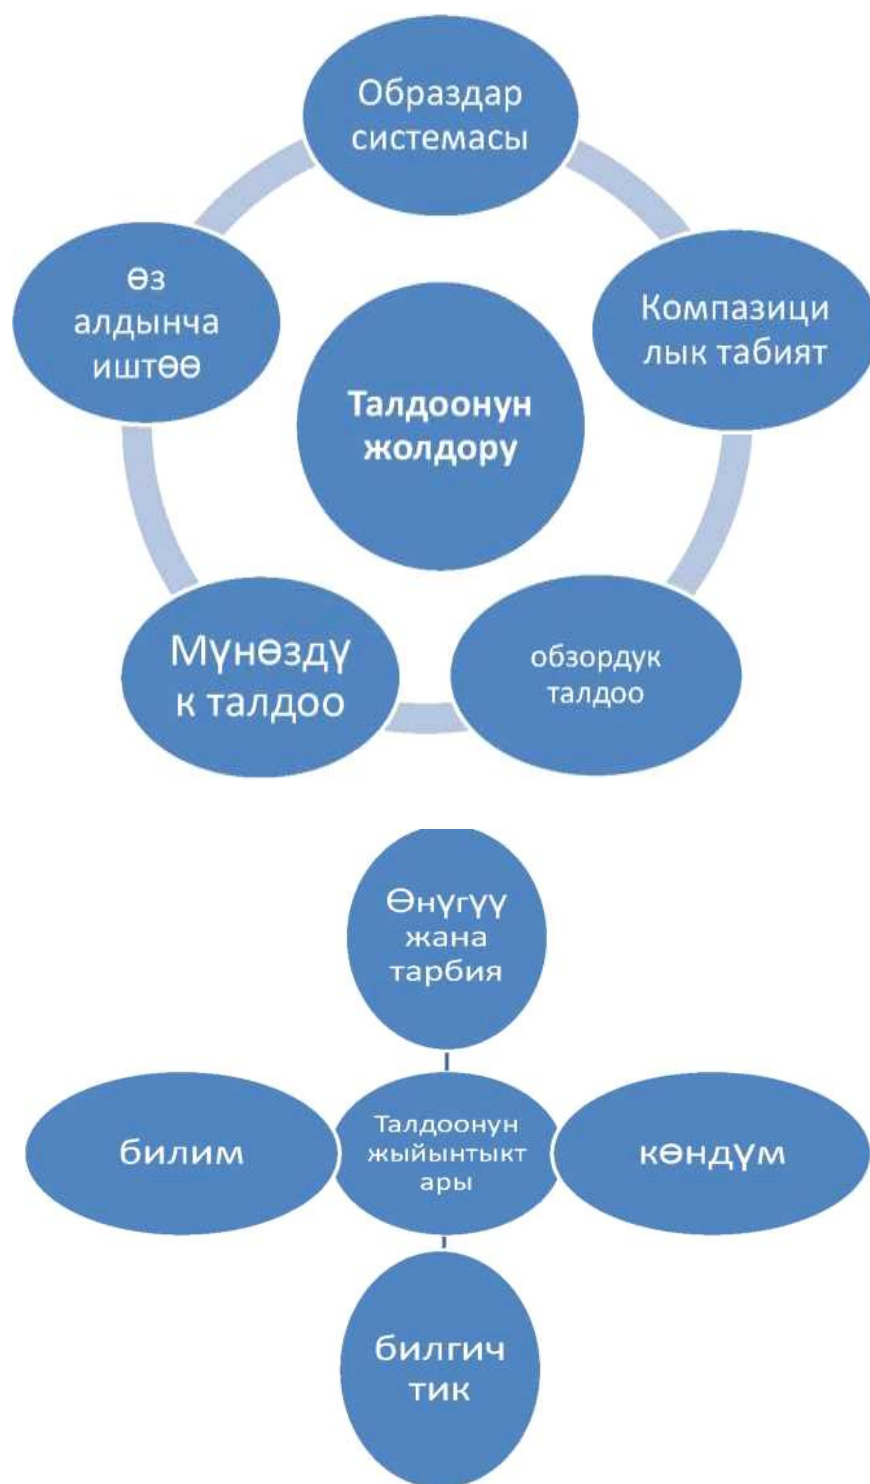 Образдар
системасы
Өз
алдынча
иштөө
Компазици
лык табият
Талдоонун
жолдору
Мүнөздү
к талдоо
обзордук
талдоо
Өнүгүү
жана
тарбия
билим
Талдоонун
жыйынтыкт
ары
көндүм
билгич
тик